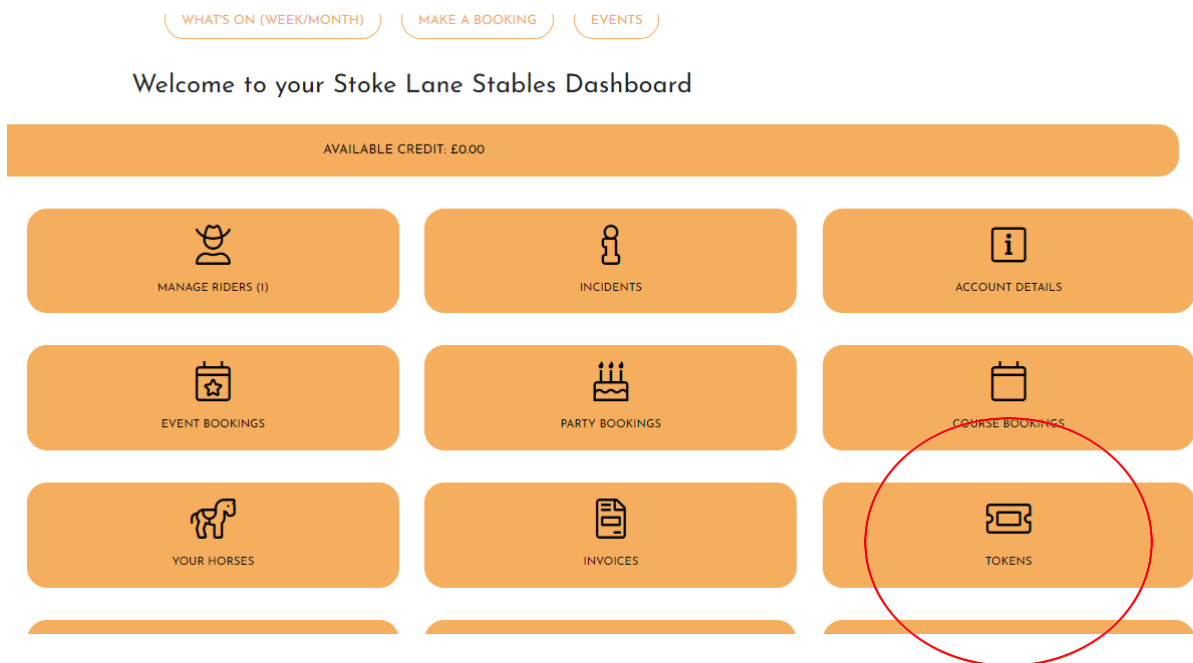 WHAT'S ON (WEEK/MONTH) MAKE A BOOKING EVENTS
Welcome to your Stoke Lane Stables Dashboard
AVAILABLE CREDIT: £0.00
MANAGE RIDERS (1) INCIDENTS ACCOUNT DETAILS
EVENT BOOKINGS PARTY BOOKINGS COURSE BOOKINGS
YOUR HORSES INVOICES TOKENS